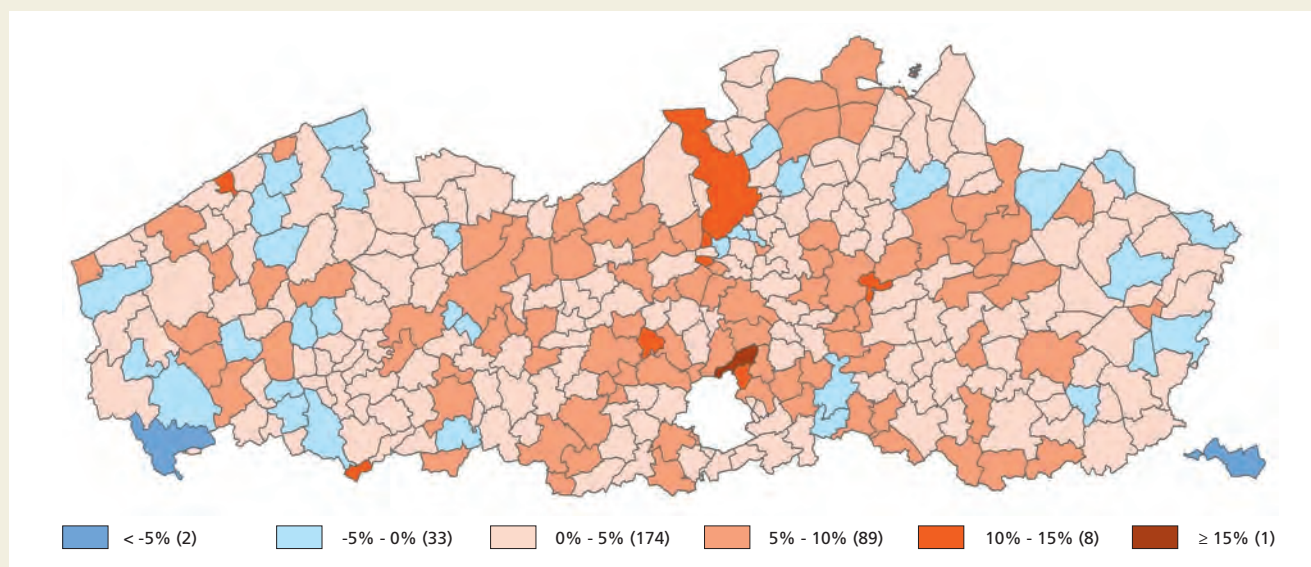 < -5% (2) -5% - 0% (33) 0% - 5% (174) 5% - 10% (89) 10% - 15% (8) ≥ 15% (1)